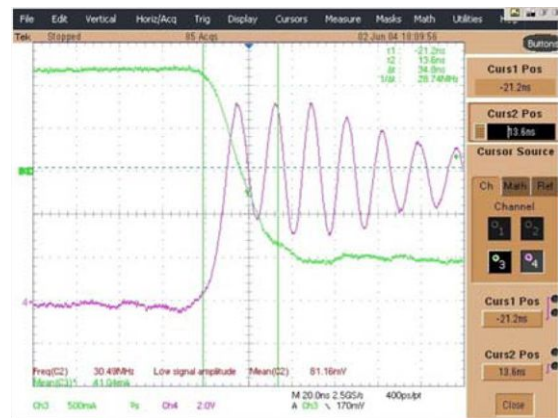 File Edit Vertical Horiz/Acq Trig Display Cursors Measure Masks Math Utilities
Tek Stopped 85 Acqs 02 Jun 04 18:09:56
Buttons
t1: -21.2ns
t2: 13.6ns
Δt: 34.8ns
1/Δt: 28.74MHz
Curs1 Pos
-21.2ns
Curs2 Pos
13.6ns
Cursor Source
Ch Math Ref
Channel
1 2
3 4
Curs1 Pos
-21.2ns
Curs2 Pos
13.6ns
Close
4
Freq(C2) 30.49MHz Low signal amplitude Mean(C2) 81.16mV
Ch3 500mA Ch4 2.0V
M 20.0ns 2.5GS/s 400ps/pt
A Ch3 170mV